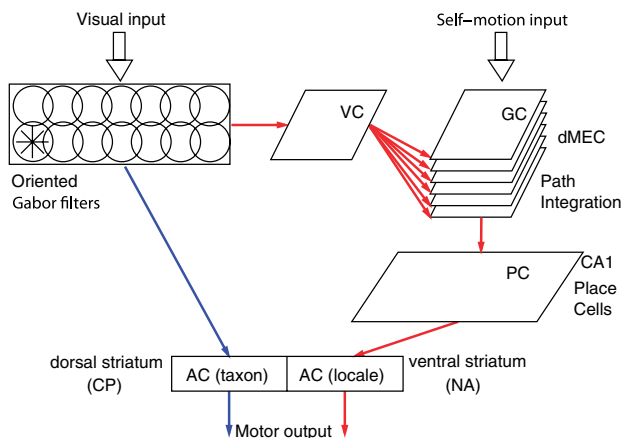 Visual input
Self-motion input
VC
GC
dMEC
Oriented
Gabor filters
Path
Integration
PC
CA1
Place
Cells
dorsal striatum
(CP)
AC (taxon)
AC (locale)
ventral striatum
(NA)
Motor output